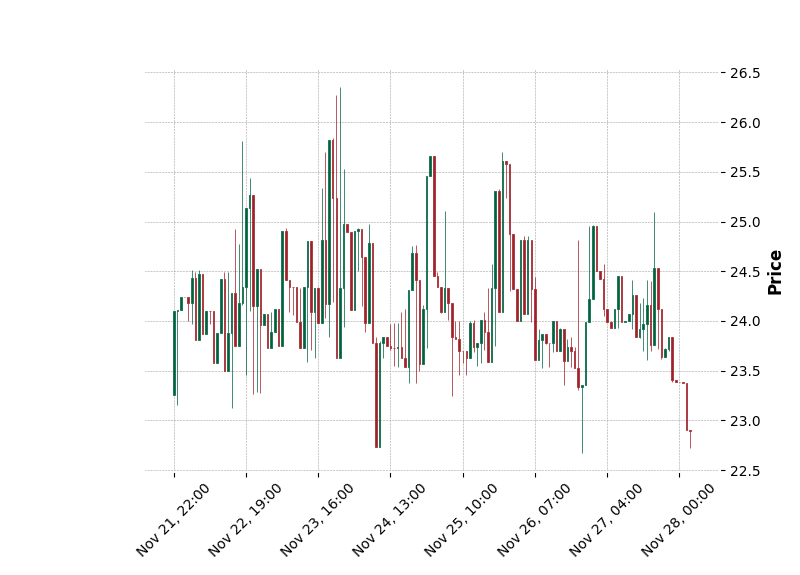 26.5
26.0
25.5
25.0
24.5
24.0
23.5
23.0
22.5
Price
Nov 21, 22:00
Nov 22, 19:00
Nov 23, 16:00
Nov 24, 13:00
Nov 25, 10:00
Nov 26, 07:00
Nov 27, 04:00
Nov 28, 00:00